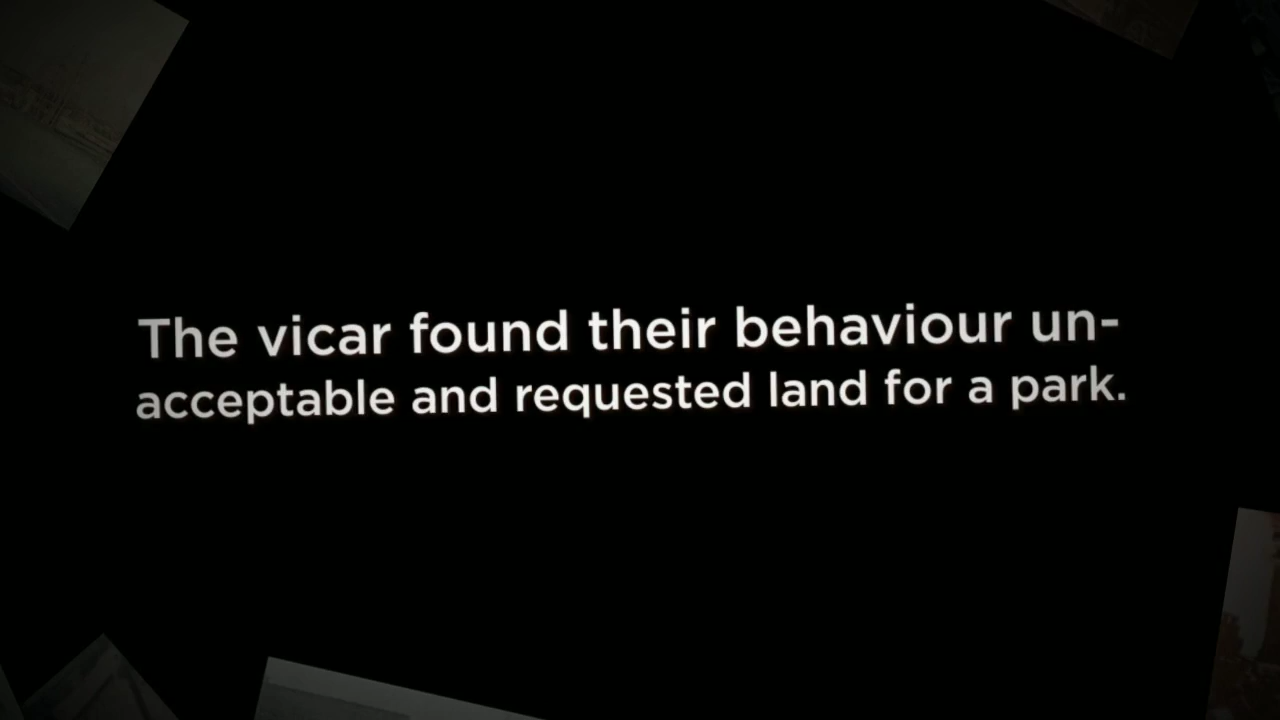 The vicar found their behaviour un-
acceptable and requested land for a park.